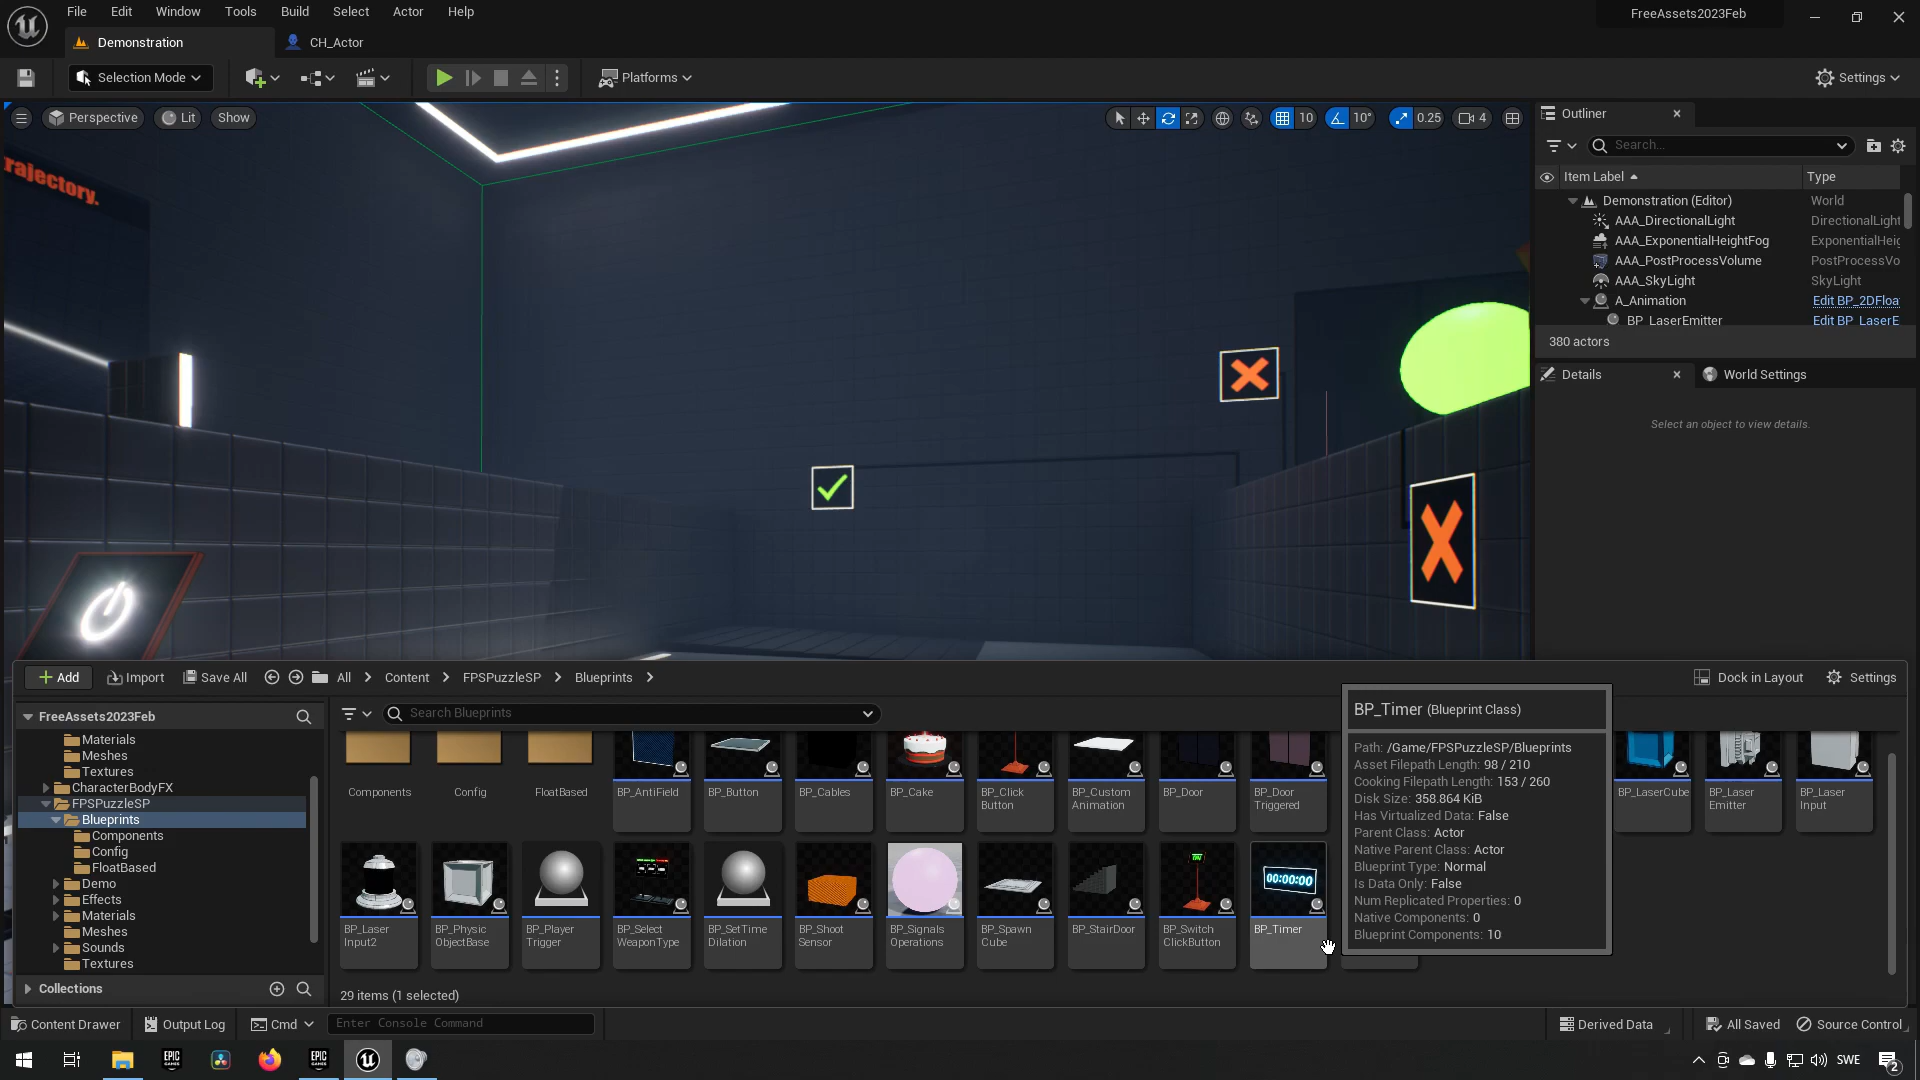 File Edit Window Tools Build Select Actor Help
FreeAssets2023Feb
Demonstration
CH_Actor
Selection Mode
Platforms
Settings
Perspective
Lit
Show
10
10°
0.25
4
rajectory.
Outliner
Search...
Item Label
Type
Demonstration (Editor)
World
AAA_DirectionalLight
DirectionalLight
AAA_ExponentialHeightFog
ExponentialHeig
AAA_PostProcessVolume
PostProcessVo
AAA_SkyLight
SkyLight
A_Animation
Edit BP_2DFloa
BP_LaserEmitter
Edit BP_LaserE
380 actors
Details
World Settings
Select an object to view details.
Add
Import
Save All
All
Content
FPSPuzzleSP
Blueprints
Dock in Layout
Settings
FreeAssets2023Feb
Materials
Meshes
Textures
CharacterBodyFX
FPSPuzzleSP
Blueprints
Components
Config
FloatBased
Demo
Effects
Materials
Meshes
Sounds
Textures
Collections
Search Blueprints
Components
Config
FloatBased
BP_AntiField
BP_Button
BP_Cables
BP_Cake
BP_Click
Button
BP_Custom
Animation
BP_Door
BP_Door
Triggered
BP_LaserCube
BP_Laser
Emitter
BP_Laser
Input
BP_Laser
Input2
BP_Physic
ObjectBase
BP_Player
Trigger
BP_Select
WeaponType
BP_SetTime
Dilation
BP_Shoot
Sensor
BP_Signals
Operations
BP_Spawn
Cube
BP_StairDoor
BP_Switch
ClickButton
00:00:00
BP_Timer
BP_Timer (Blueprint Class)
Path: /Game/FPSPuzzleSP/Blueprints
Asset Filepath Length: 98 / 210
Cooking Filepath Length: 153 / 260
Disk Size: 358.864 KiB
Has Virtualized Data: False
Parent Class: Actor
Native Parent Class: Actor
Blueprint Type: Normal
Is Data Only: False
Num Replicated Properties: 0
Native Components: 0
Blueprint Components: 10
29 items (1 selected)
Content Drawer
Output Log
Cmd
Enter Console Command
Derived Data
All Saved
Source Control
EPIC
GAMES
EPIC
GAMES
SWE
2